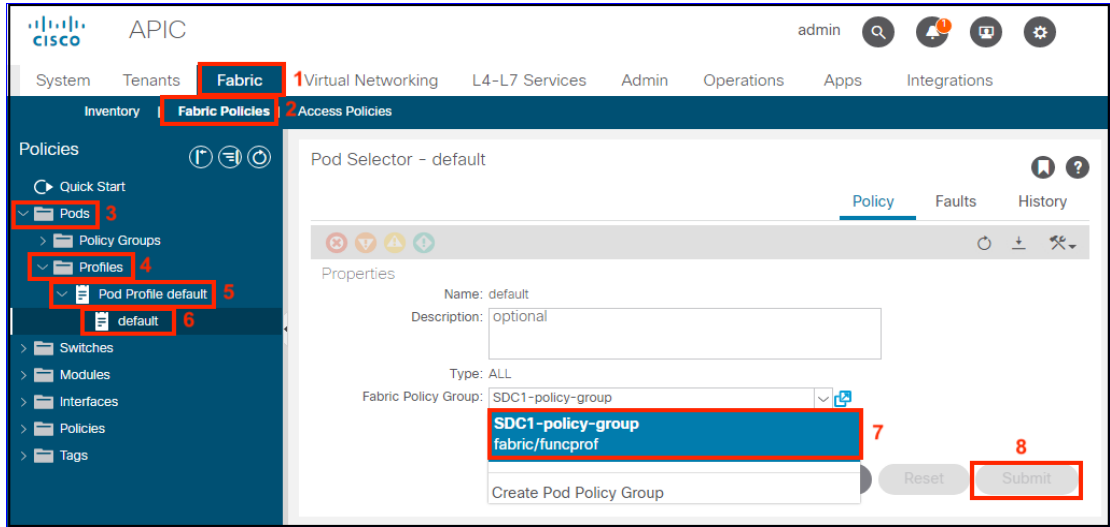 CISCO APIC admin 1
System Tenants Fabric 1 Virtual Networking L4-L7 Services Admin Operations Apps Integrations
Inventory | Fabric Policies | 2 Access Policies
Policies
Quick Start
Pods 3
Policy Groups
Profiles 4
Pod Profile default 5
default 6
Switches
Modules
Interfaces
Policies
Tags
Pod Selector - default
Policy Faults History
Properties
Name: default
Description: optional
Type: ALL
Fabric Policy Group: SDC1-policy-group
SDC1-policy-group
fabric/funcprof
7
Create Pod Policy Group
8
Reset Submit